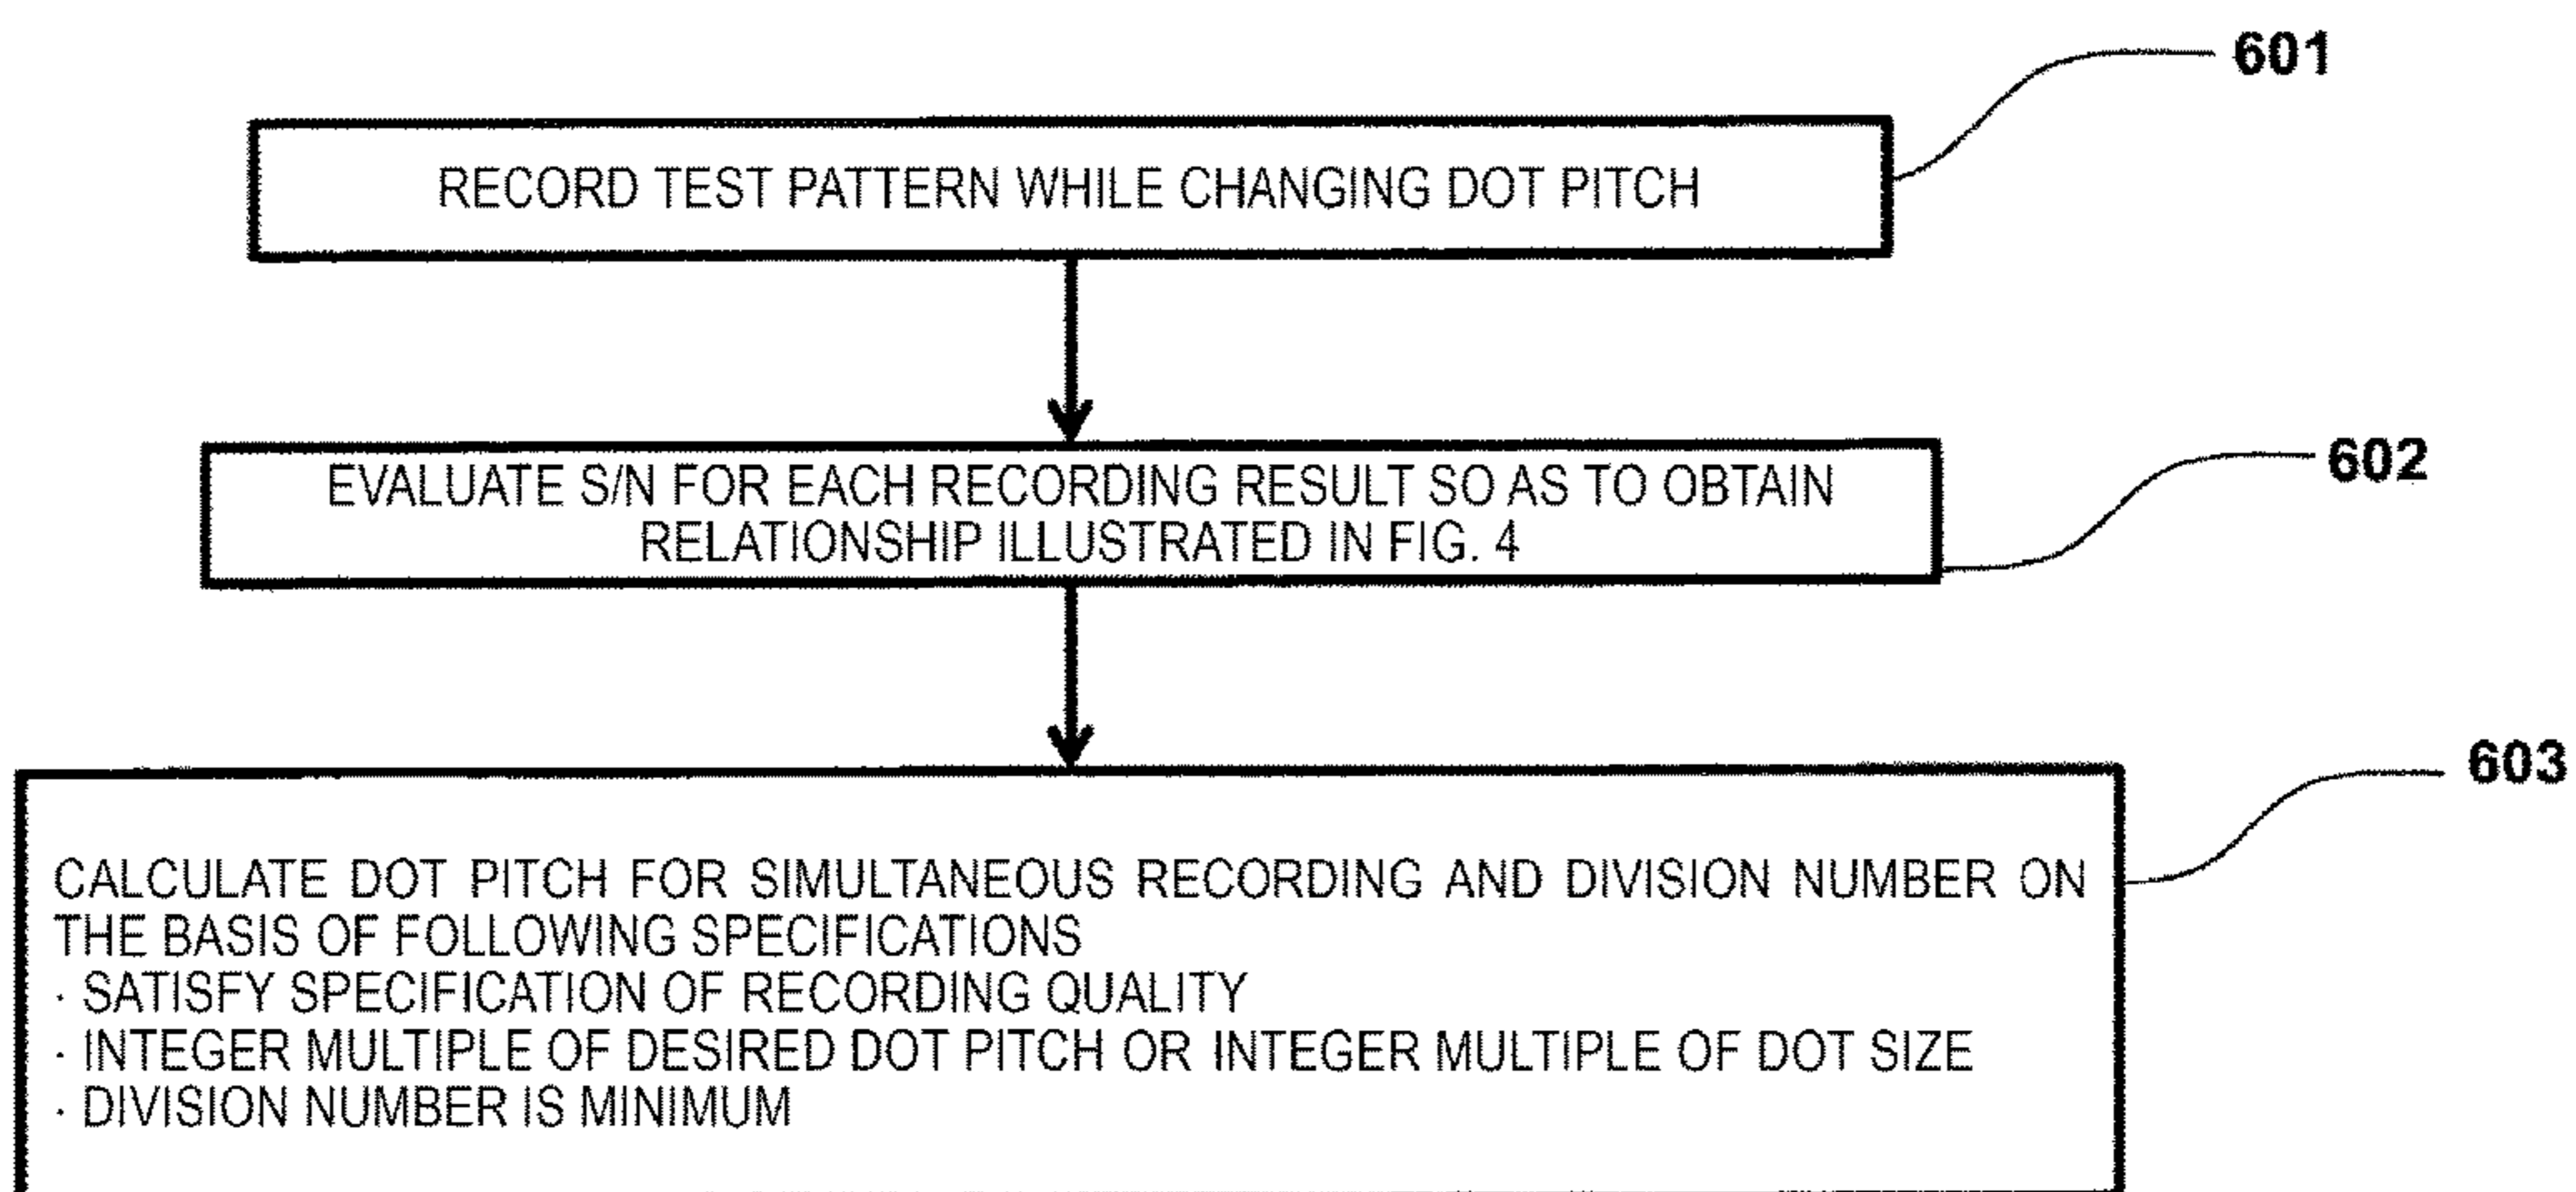 601
RECORD TEST PATTERN WHILE CHANGING DOT PITCH
602
EVALUATE S/N FOR EACH RECORDING RESULT SO AS TO OBTAIN
RELATIONSHIP ILLUSTRATED IN FIG. 4
603
CALCULATE DOT PITCH FOR SIMULTANEOUS RECORDING AND DIVISION NUMBER ON
THE BASIS OF FOLLOWING SPECIFICATIONS
· SATISFY SPECIFICATION OF RECORDING QUALITY
· INTEGER MULTIPLE OF DESIRED DOT PITCH OR INTEGER MULTIPLE OF DOT SIZE
· DIVISION NUMBER IS MINIMUM